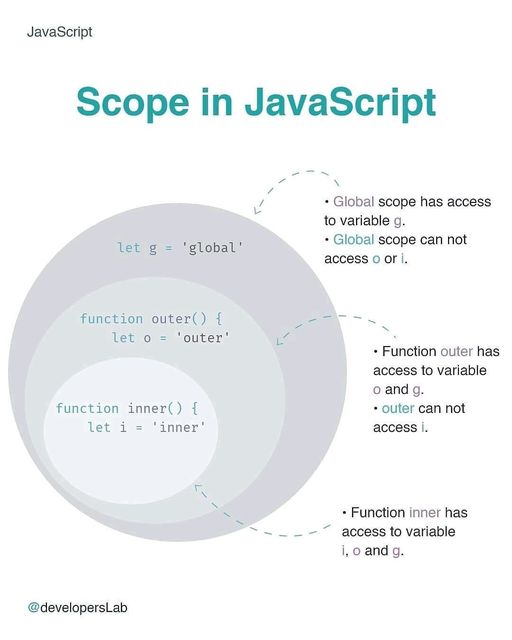 JavaScript
Scope in JavaScript
• Global scope has access
to variable g.
• Global scope can not
access o or i.
let g = 'global'
function outer() {
let o = 'outer'
• Function outer has
access to variable
o and g.
• outer can not
access i.
function inner() {
let i = 'inner'
• Function inner has
access to variable
i, o and g.
@developersLab